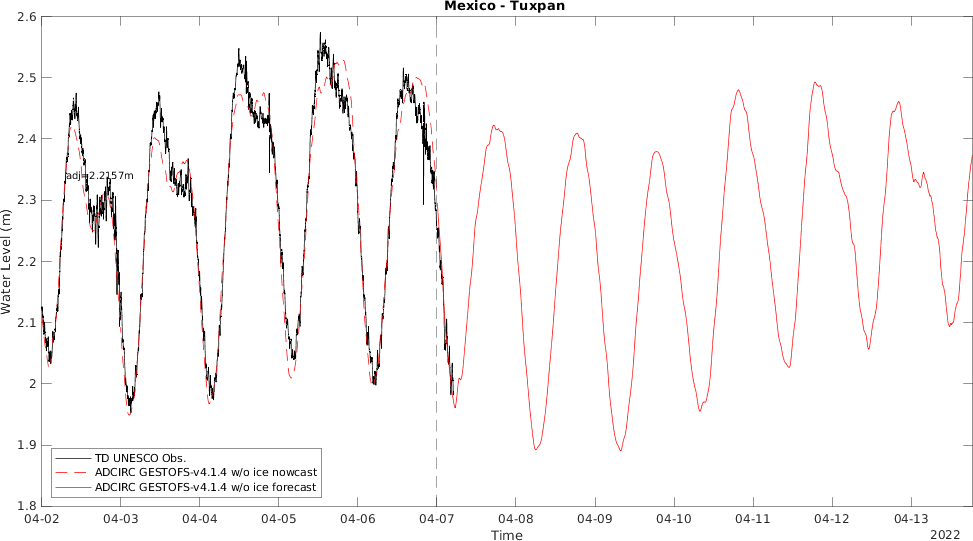 Mexico - Tuxpan
2.6
2.5
2.4
2.3
2.2
2.1
2
1.9
1.8
Water Level (m)
adj=2.2157m
TD UNESCO Obs.
ADCIRC GESTOFS-v4.1.4 w/o ice nowcast
ADCIRC GESTOFS-v4.1.4 w/o ice forecast
04-02 04-03 04-04 04-05 04-06 04-07 04-08 04-09 04-10 04-11 04-12 04-13
Time
2022